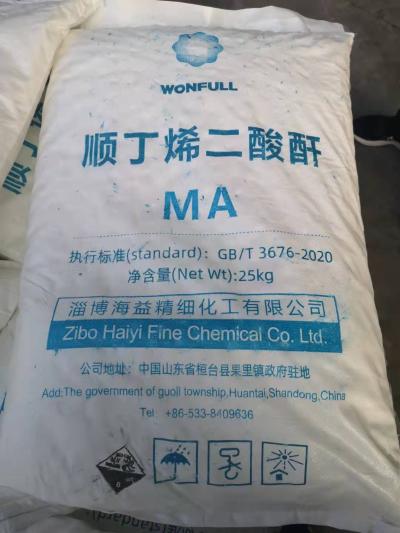 WONFULL
顺丁烯二酸酐
MA
执行标准(standard): GB/T 3676-2020
净含量(Net Wt):25kg
淄博海益精细化工有限公司
Zibo Haiyi Fine Chemical Co. Ltd.
公司地址: 中国山东省桓台县果里镇政府驻地
Add:The government of guoli township,Huantai,Shandong,China
Tel: +86-533-8409636
8